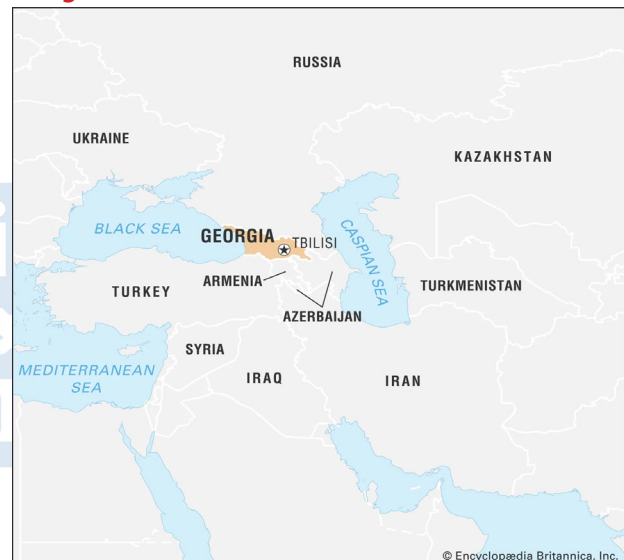 RUSSIA
UKRAINE
KAZAKHSTAN
BLACK SEA
GEORGIA
TBILISI
CASPIAN SEA
ARMENIA
TURKEY
TURKMENISTAN
AZERBAIJAN
SYRIA
MEDITERRANEAN
SEA
IRAQ
IRAN
© Encyclopædia Britannica, Inc.